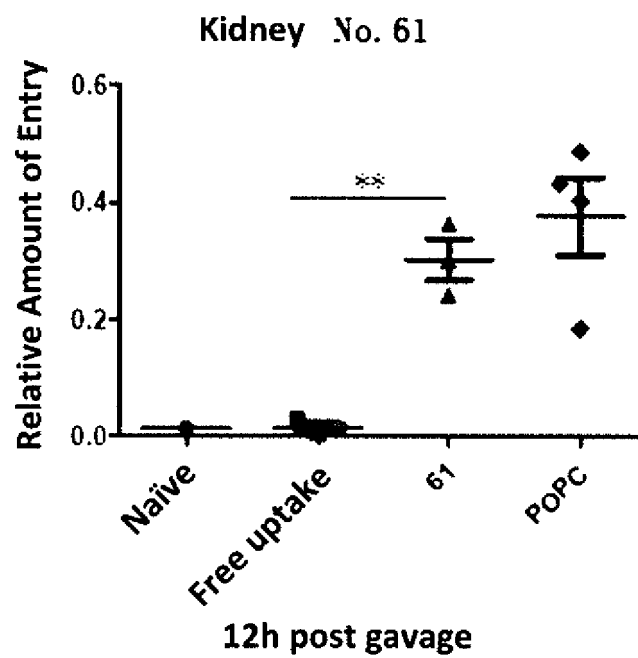 Kidney No. 61
Relative Amount of Entry
0.6
0.4
0.2
0.0
**
Naïve
Free uptake
61
POPC
12h post gavage